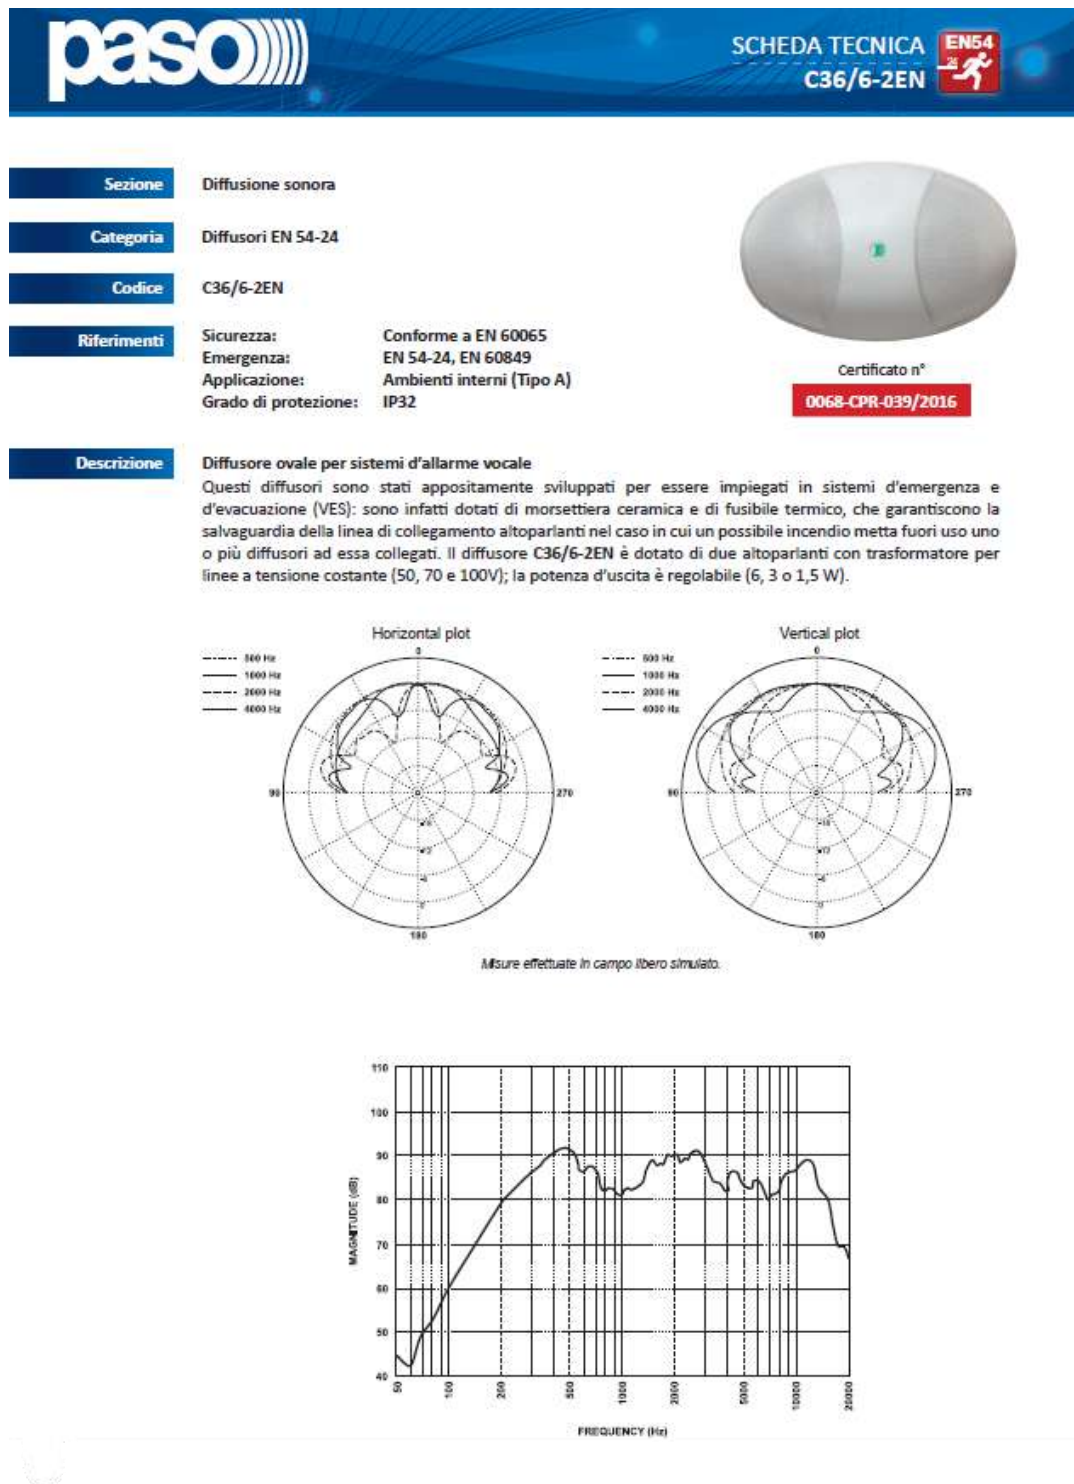 paso
SCHEDA TECNICA
C36/6-2EN
EN54
24
Sezione
Diffusione sonora
Categoria
Diffusori EN 54-24
Codice
C36/6-2EN
Riferimenti
Sicurezza: Conforme a EN 60065
Emergenza: EN 54-24, EN 60849
Applicazione: Ambienti interni (Tipo A)
Grado di protezione: IP32
Certificato n°
0068-CPR-039/2016
Descrizione
Diffusore ovale per sistemi d'allarme vocale
Questi diffusori sono stati appositamente sviluppati per essere impiegati in sistemi d'emergenza e
d'evacuazione (VES): sono infatti dotati di morsettiera ceramica e di fusibile termico, che garantiscono la
salvaguardia della linea di collegamento altoparlanti nel caso in cui un possibile incendio metta fuori uso uno
o più diffusori ad essa collegati. Il diffusore C36/6-2EN è dotato di due altoparlanti con trasformatore per
linee a tensione costante (50, 70 e 100V); la potenza d'uscita è regolabile (6, 3 o 1,5 W).
Horizontal plot
500 Hz
1000 Hz
2000 Hz
4000 Hz
0
90
270
180
-12
-6
0
Vertical plot
500 Hz
1000 Hz
2000 Hz
4000 Hz
0
90
270
180
-12
-6
0
Misure effettuate in campo libero simulato.
MAGNITUDE (dB)
110
100
90
80
70
60
50
40
50 100 200 500 1000 2000 5000 10000 20000
FREQUENCY (Hz)